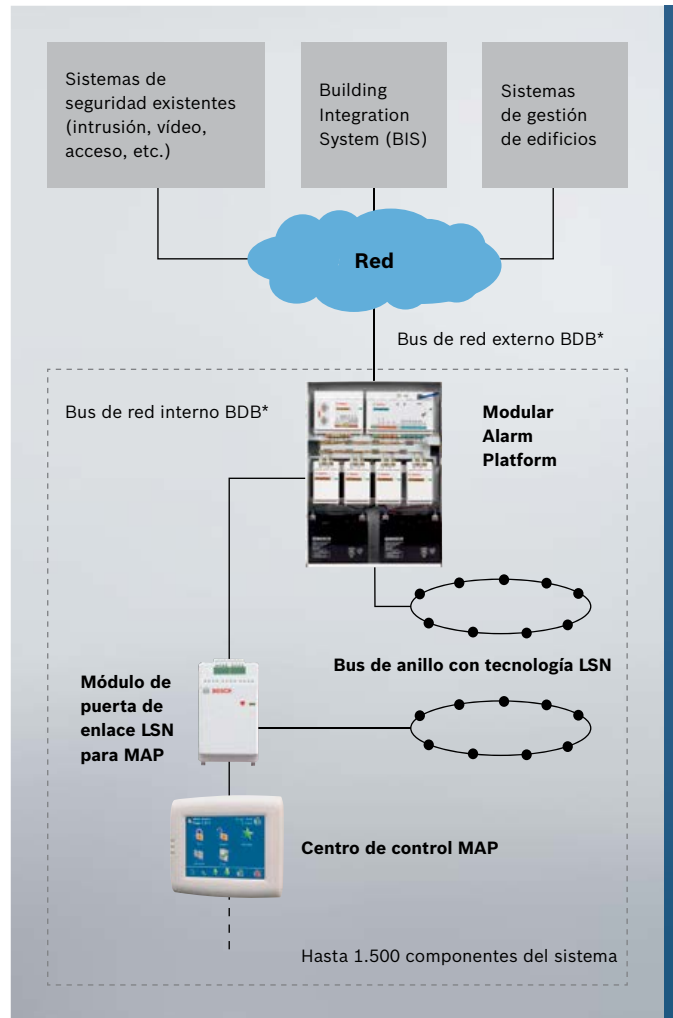 Sistemas de
seguridad existentes
(intrusión, vídeo,
acceso, etc.)
Building
Integration
System (BIS)
Sistemas
de gestión
de edificios
Red
Bus de red externo BDB*
Bus de red interno BDB*
Modular
Alarm
Platform
Bus de anillo con tecnología LSN
Módulo de
puerta de
enlace LSN
para MAP
BOSCH
Centro de control MAP
Hasta 1.500 componentes del sistema